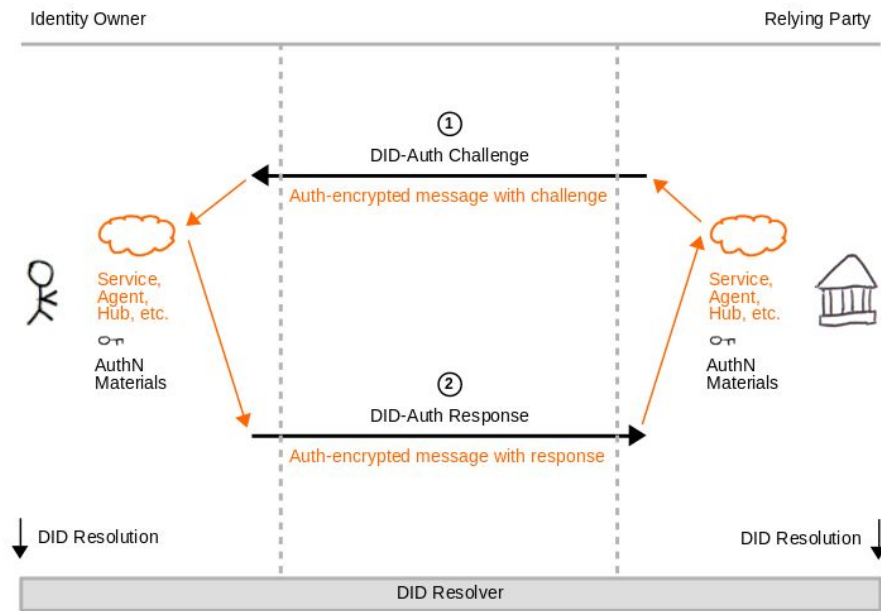 Identity Owner
Relying Party
1
DID-Auth Challenge
Auth-encrypted message with challenge
Service,
Agent,
Hub, etc.
AuthN
Materials
Service,
Agent,
Hub, etc.
AuthN
Materials
2
DID-Auth Response
Auth-encrypted message with response
DID Resolution
DID Resolution
DID Resolver